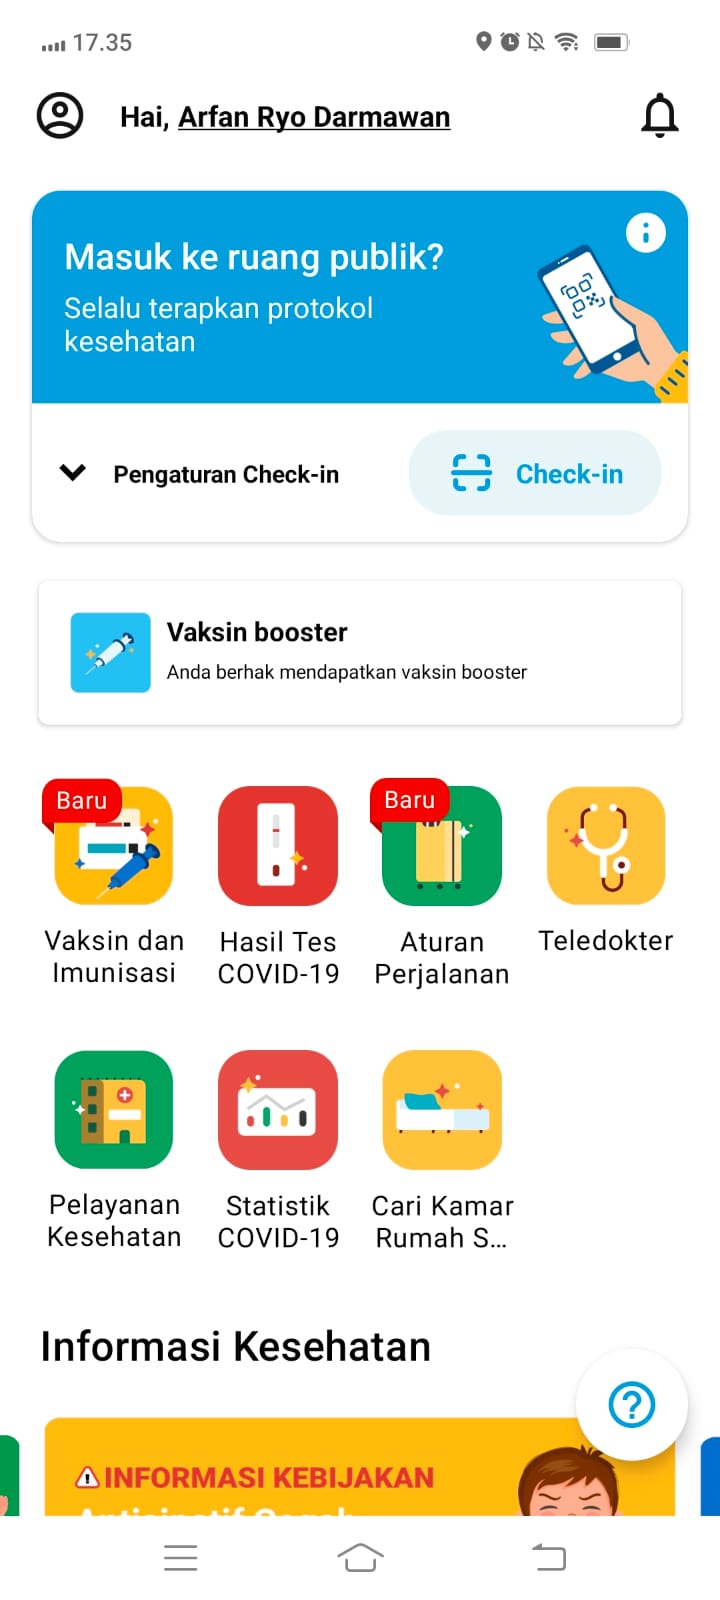 17.35
Hai, Arfan Ryo Darmawan
Masuk ke ruang publik?
Selalu terapkan protokol
kesehatan
Pengaturan Check-in
Check-in
Vaksin booster
Anda berhak mendapatkan vaksin booster
Baru
Baru
Vaksin dan
Imunisasi
Hasil Tes
COVID-19
Aturan
Perjalanan
Teledokter
Pelayanan
Kesehatan
Statistik
COVID-19
Cari Kamar
Rumah S...
Informasi Kesehatan
INFORMASI KEBIJAKAN